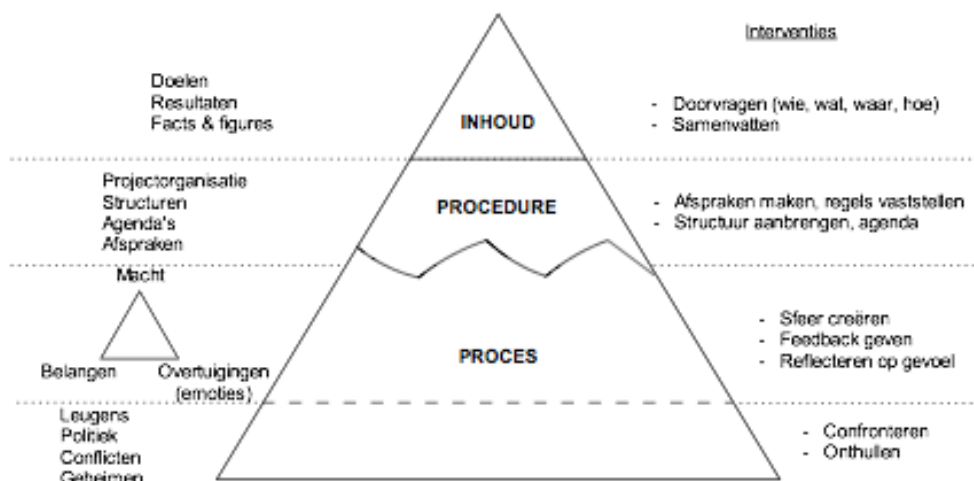 Interventies
Doelen
Resultaten
Facts & figures
INHOUD
- Doorvragen (wie, wat, waar, hoe)
- Samenvatten
Projectorganisatie
Structuren
Agenda's
Afspraken
PROCEDURE
- Afspraken maken, regels vaststellen
- Structuur aanbrengen, agenda
Macht
Belangen
Overtuigingen
(emoties)
PROCES
- Sfeer creëren
- Feedback geven
- Reflecteren op gevoel
Leugens
Politiek
Conflicten
Geheimen
- Confronteren
- Onthullen